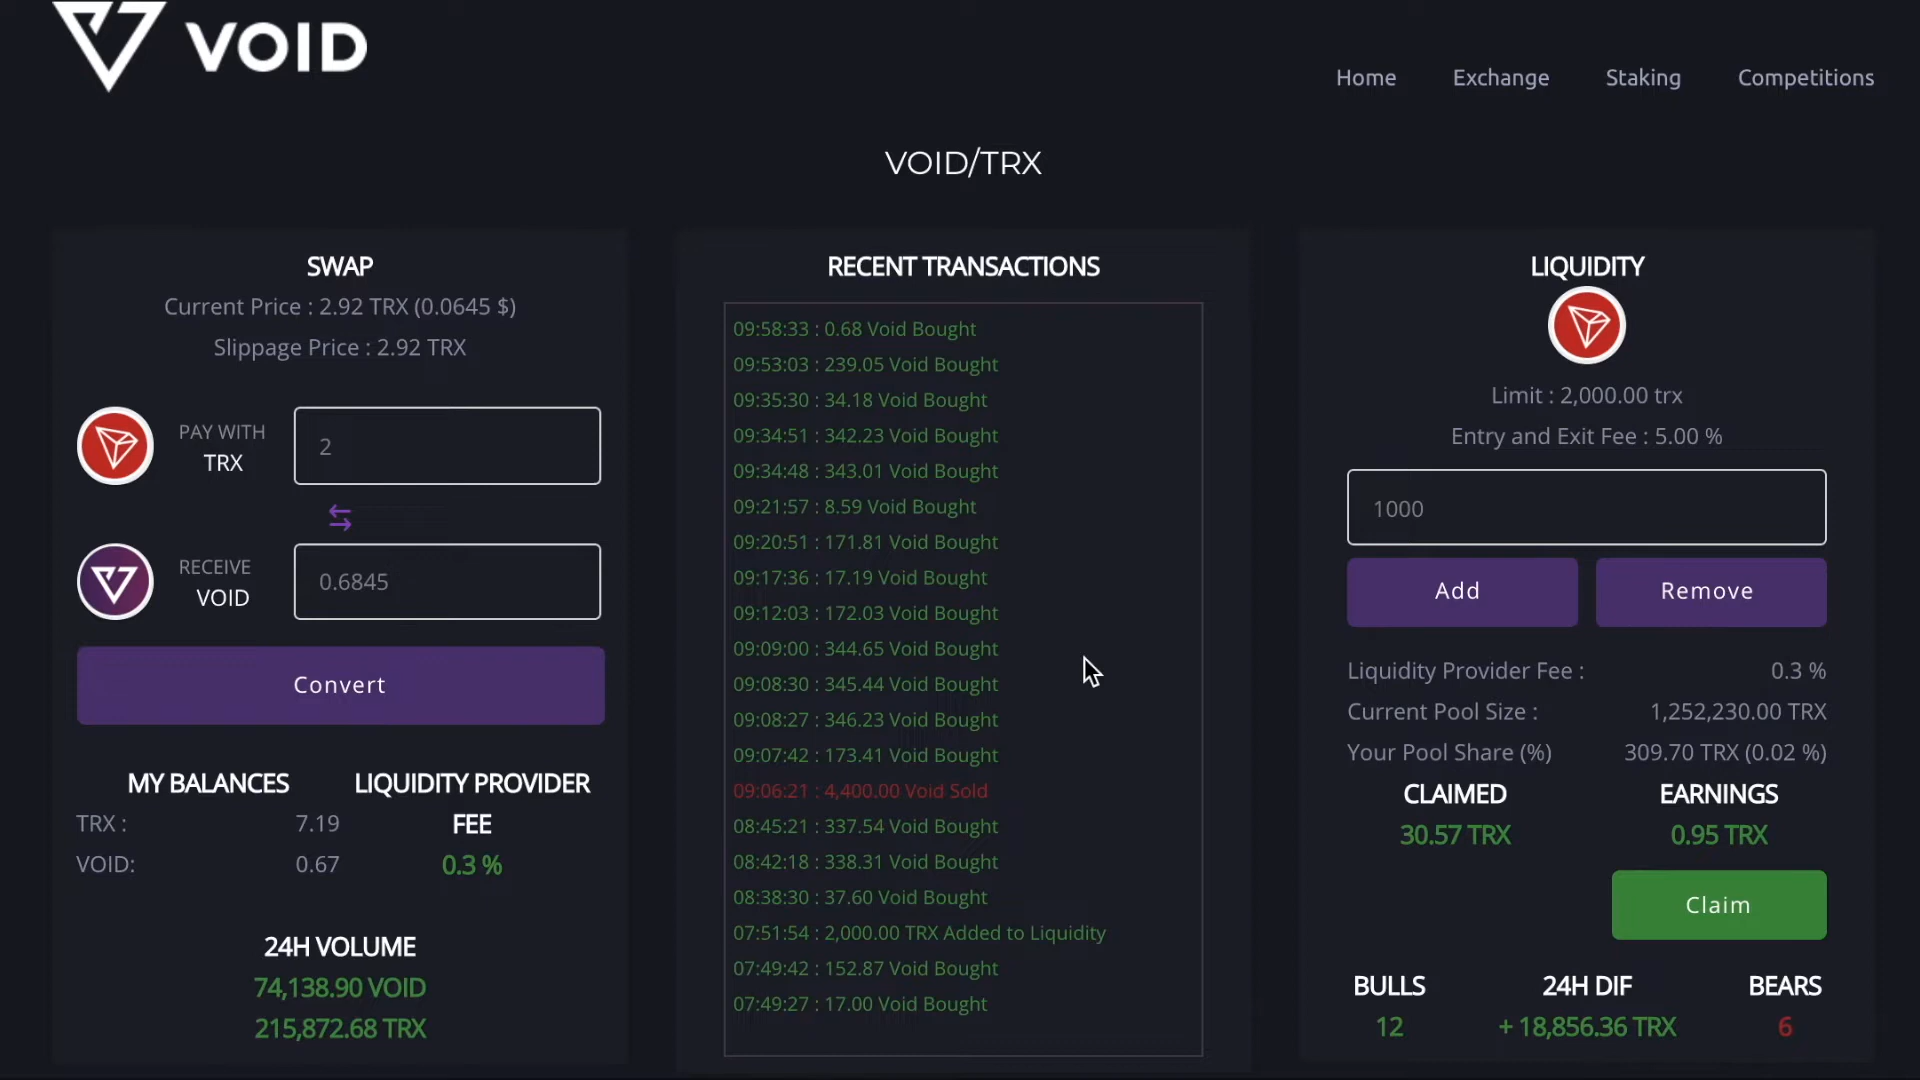 VOID
Home Exchange Staking Competitions
VOID/TRX
SWAP
Current Price : 2.92 TRX (0.0645 $)
Slippage Price : 2.92 TRX
PAY WITH
TRX
2
RECEIVE
VOID
0.6845
Convert
MY BALANCES
TRX : 7.19
VOID: 0.67
LIQUIDITY PROVIDER
FEE
0.3 %
24H VOLUME
74,138.90 VOID
215,872.68 TRX
RECENT TRANSACTIONS
09:58:33 : 0.68 Void Bought
09:53:03 : 239.05 Void Bought
09:35:30 : 34.18 Void Bought
09:34:51 : 342.23 Void Bought
09:34:48 : 343.01 Void Bought
09:21:57 : 8.59 Void Bought
09:20:51 : 171.81 Void Bought
09:17:36 : 17.19 Void Bought
09:12:03 : 172.03 Void Bought
09:09:00 : 344.65 Void Bought
09:08:30 : 345.44 Void Bought
09:08:27 : 346.23 Void Bought
09:07:42 : 173.41 Void Bought
09:06:21 : 4,400.00 Void Sold
08:45:21 : 337.54 Void Bought
08:42:18 : 338.31 Void Bought
08:38:30 : 37.60 Void Bought
07:51:54 : 2,000.00 TRX Added to Liquidity
07:49:42 : 152.87 Void Bought
07:49:27 : 17.00 Void Bought
LIQUIDITY
Limit : 2,000.00 trx
Entry and Exit Fee : 5.00 %
1000
Add Remove
Liquidity Provider Fee : 0.3 %
Current Pool Size : 1,252,230.00 TRX
Your Pool Share (%) 309.70 TRX (0.02 %)
CLAIMED EARNINGS
30.57 TRX 0.95 TRX
Claim
BULLS 24H DIF BEARS
12 + 18,856.36 TRX 6